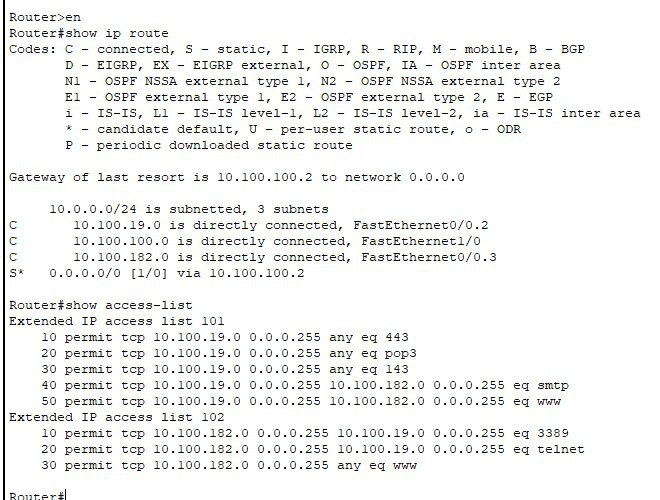 Router>en
Router#show ip route
Codes: C - connected, S - static, I - IGRP, R - RIP, M - mobile, B - BGP
D - EIGRP, EX - EIGRP external, O - OSPF, IA - OSPF inter area
N1 - OSPF NSSA external type 1, N2 - OSPF NSSA external type 2
E1 - OSPF external type 1, E2 - OSPF external type 2, E - EGP
i - IS-IS, L1 - IS-IS level-1, L2 - IS-IS level-2, ia - IS-IS inter area
* - candidate default, U - per-user static route, o - ODR
P - periodic downloaded static route
Gateway of last resort is 10.100.100.2 to network 0.0.0.0
10.0.0.0/24 is subnetted, 3 subnets
C 10.100.19.0 is directly connected, FastEthernet0/0.2
C 10.100.100.0 is directly connected, FastEthernet1/0
C 10.100.182.0 is directly connected, FastEthernet0/0.3
S* 0.0.0.0/0 [1/0] via 10.100.100.2
Router#show access-list
Extended IP access list 101
10 permit tcp 10.100.19.0 0.0.0.255 any eq 443
20 permit tcp 10.100.19.0 0.0.0.255 any eq pop3
30 permit tcp 10.100.19.0 0.0.0.255 any eq 143
40 permit tcp 10.100.19.0 0.0.0.255 10.100.182.0 0.0.0.255 eq smtp
50 permit tcp 10.100.19.0 0.0.0.255 10.100.182.0 0.0.0.255 eq www
Extended IP access list 102
10 permit tcp 10.100.182.0 0.0.0.255 10.100.19.0 0.0.0.255 eq 3389
20 permit tcp 10.100.182.0 0.0.0.255 10.100.19.0 0.0.0.255 eq telnet
30 permit tcp 10.100.182.0 0.0.0.255 any eq www
Router#